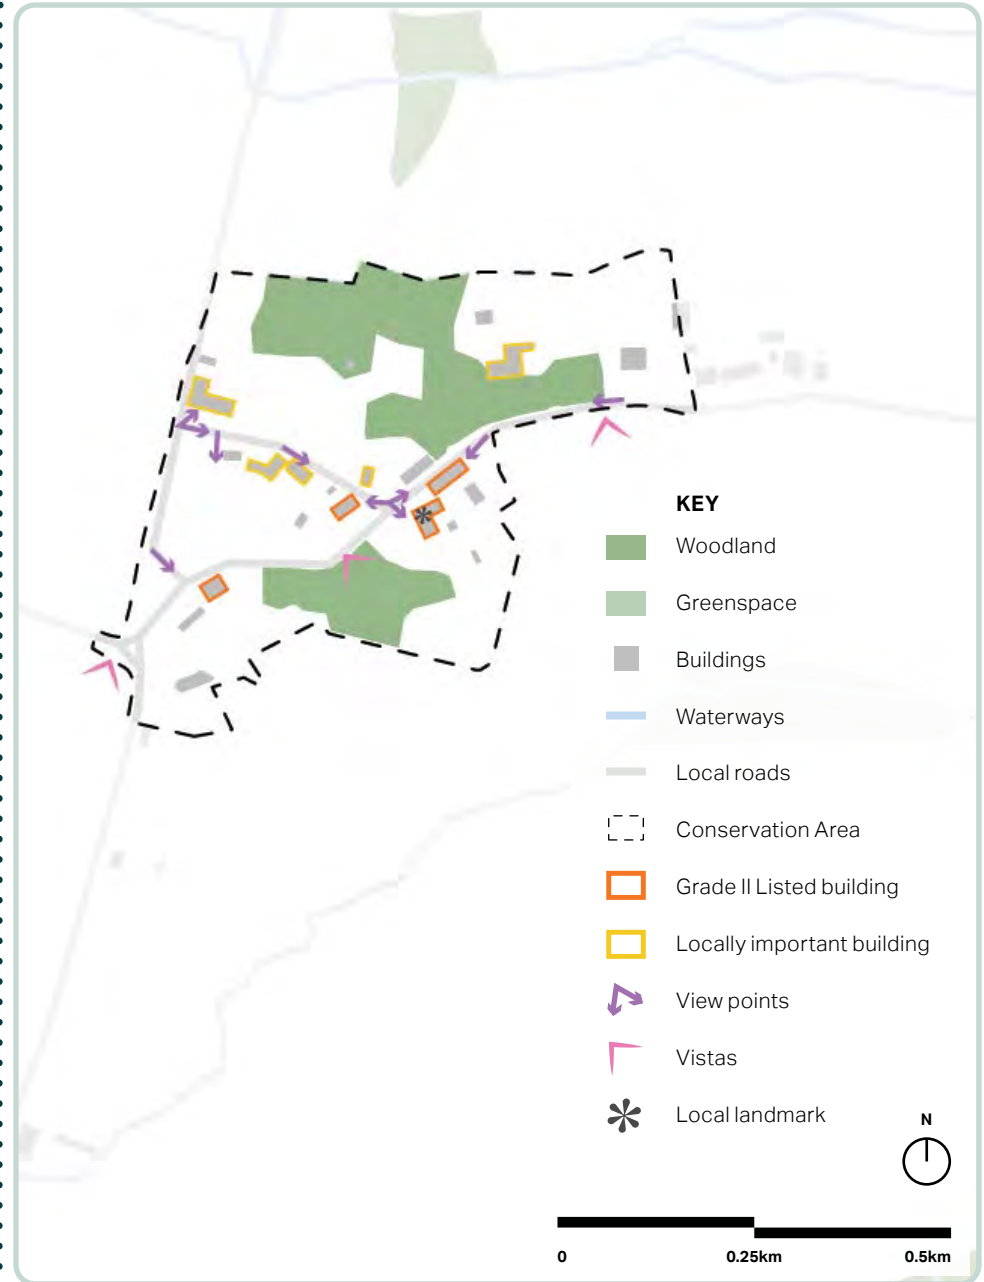 KEY
Woodland
Greenspace
Buildings
Waterways
Local roads
Conservation Area
Grade II Listed building
Locally important building
View points
Vistas
Local landmark
N
0 0.25km 0.5km